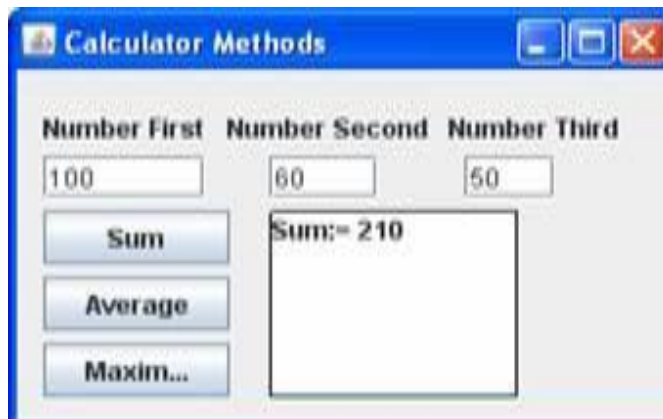 Calculator Methods
Number First Number Second Number Third
100 60 50
Sum
Sum:= 210
Average
Maxim...